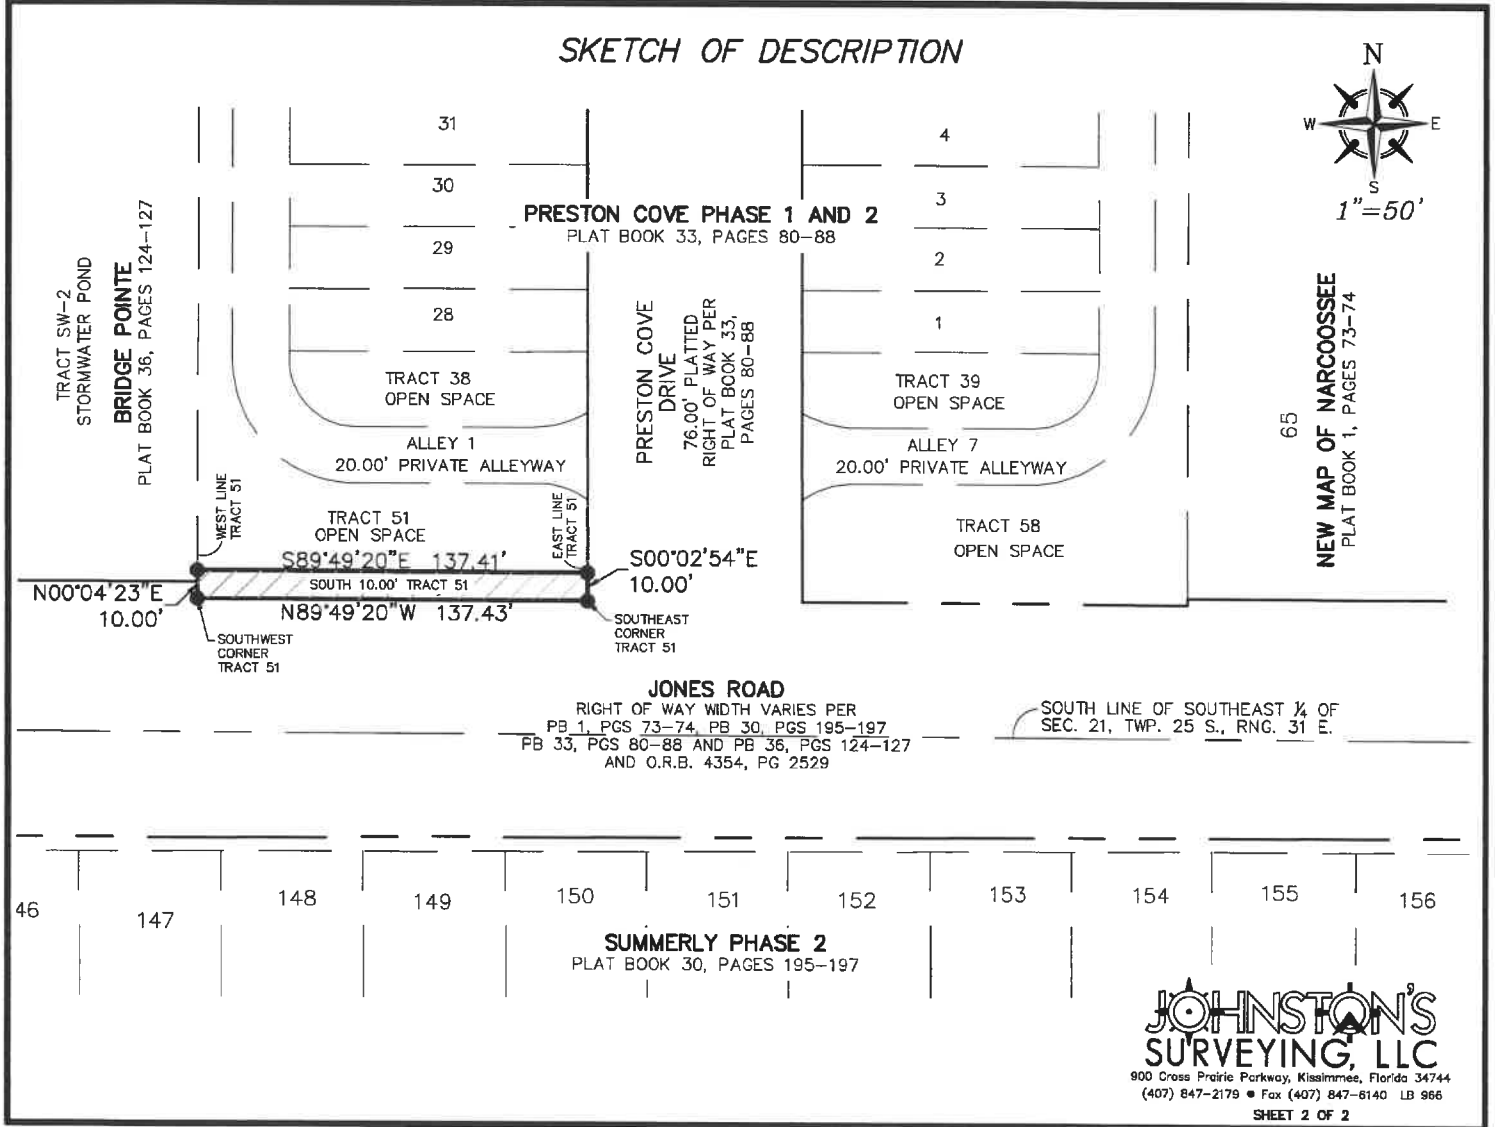 SKETCH OF DESCRIPTION
N
W
E
S
1"=50'
31
30
29
28
4
3
2
1
PRESTON COVE PHASE 1 AND 2
PLAT BOOK 33, PAGES 80-88
TRACT SW-2
STORMWATER POND
BRIDGE POINTE
PLAT BOOK 36, PAGES 124-127
PRESTON COVE
DRIVE
76.00' PLATTED
RIGHT OF WAY PER
PLAT BOOK 33,
PAGES 80-88
65
NEW MAP OF NARCOOSSEE
PLAT BOOK 1, PAGES 73-74
TRACT 38
OPEN SPACE
TRACT 39
OPEN SPACE
ALLEY 1
20.00' PRIVATE ALLEYWAY
ALLEY 7
20.00' PRIVATE ALLEYWAY
WEST LINE
TRACT 51
TRACT 51
OPEN SPACE
EAST LINE
TRACT 51
TRACT 58
OPEN SPACE
S89°49'20"E 137.41'
SOUTH 10.00' TRACT 51
N89°49'20"W 137.43'
N00°04'23"E
10.00'
S00°02'54"E
10.00'
SOUTHWEST
CORNER
TRACT 51
SOUTHEAST
CORNER
TRACT 51
JONES ROAD
RIGHT OF WAY WIDTH VARIES PER
PB 1, PGS 73-74, PB 30, PGS 195-197
PB 33, PGS 80-88 AND PB 36, PGS 124-127
AND O.R.B. 4354, PG 2529
SOUTH LINE OF SOUTHEAST ¼ OF
SEC. 21, TWP. 25 S., RNG. 31 E.
46
147
148
149
150
151
152
153
154
155
156
SUMMERLY PHASE 2
PLAT BOOK 30, PAGES 195-197
JOHNSTON'S
SURVEYING, LLC
900 Cross Prairie Parkway, Kissimmee, Florida 34744
(407) 847-2179 ● Fax (407) 847-6140 LB 966
SHEET 2 OF 2